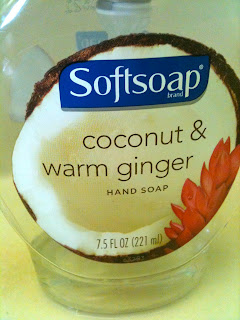 Softsoap®
brand
coconut &
warm ginger
HAND SOAP
7.5 FL OZ (221 ml)